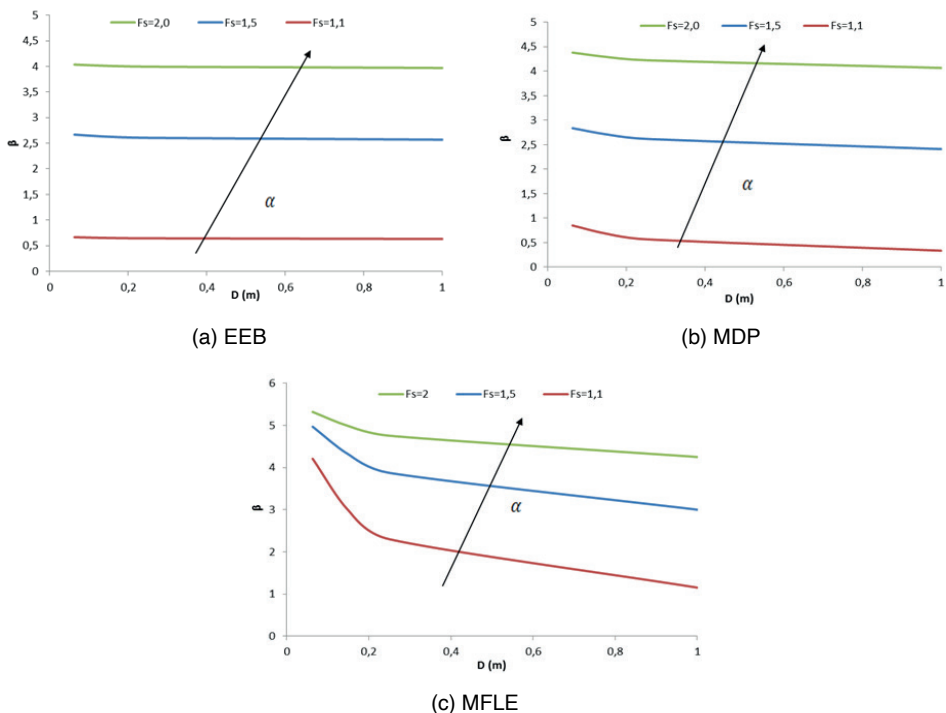 Fs=2,0 Fs=1,5 Fs=1,1
5
4,5
4
3,5
3
2,5
2
1,5
1
0,5
0
β
α
0 0,2 0,4 0,6 0,8 1
D (m)
(a) EEB
Fs=2,0 Fs=1,5 Fs=1,1
5
4,5
4
3,5
3
2,5
2
1,5
1
0,5
0
β
α
0 0,2 0,4 0,6 0,8 1
D (m)
(b) MDP
Fs=2 Fs=1,5 Fs=1,1
6
5
4
3
2
1
0
β
α
0 0,2 0,4 0,6 0,8 1
D (m)
(c) MFLE